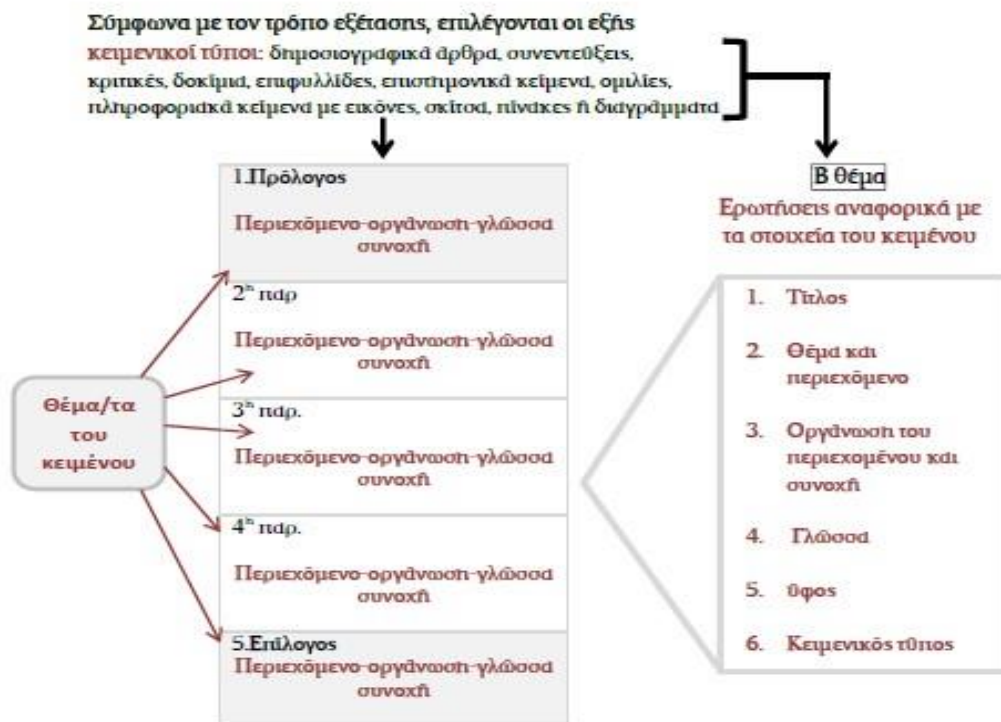 Σύμφωνα με τον τρόπο εξέτασης, επιλέγονται οι εξής
κειμενικοί τύποι: δημοσιογραφικά άρθρα, συνεντεύξεις,
κριτικές, δοκίμια, επιφυλλίδες, επιστημονικά κείμενα, ομιλίες,
πληροφοριακά κείμενα με εικόνες, σκίτσα, πίνακες ή διαγράμματα
1.Πρόλογος
Περιεχόμενο-οργάνωση-γλώσσα
συνοχή
2η παρ
Περιεχόμενο-οργάνωση-γλώσσα
συνοχή
3η παρ.
Περιεχόμενο-οργάνωση-γλώσσα
συνοχή
4η παρ.
Περιεχόμενο-οργάνωση-γλώσσα
συνοχή
5.Επίλογος
Περιεχόμενο-οργάνωση-γλώσσα
συνοχή
Θέμα/τα
του
κειμένου
Β θέμα
Ερωτήσεις αναφορικά με
τα στοιχεία του κειμένου
1. Τίτλος
2. Θέμα και
περιεχόμενο
3. Οργάνωση του
περιεχομένου και
συνοχή
4. Γλώσσα
5. ύφος
6. Κειμενικός τύπος